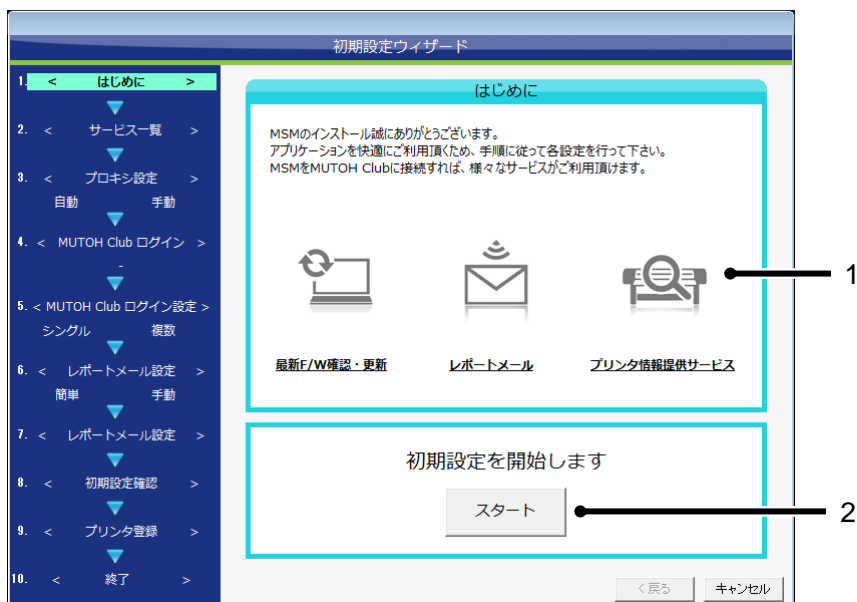 初期設定ウィザード
1. < はじめに >
2. < サービス一覧 >
3. < プロキシ設定 >
自動 手動
4. < MUTOH Club ログイン >
-
5. < MUTOH Club ログイン設定 >
シングル 複数
6. < レポートメール設定 >
簡単 手動
7. < レポートメール設定 >
8. < 初期設定確認 >
9. < プリンタ登録 >
10. < 終了 >
はじめに
MSMのインストール誠にありがとうございます。
アプリケーションを快適にご利用頂くため、手順に従って各設定を行って下さい。
MSMをMUTOH Clubに接続すれば、様々なサービスがご利用頂けます。
最新F/W確認・更新 レポートメール プリンタ情報提供サービス
1
初期設定を開始します
スタート
2
< 戻る キャンセル